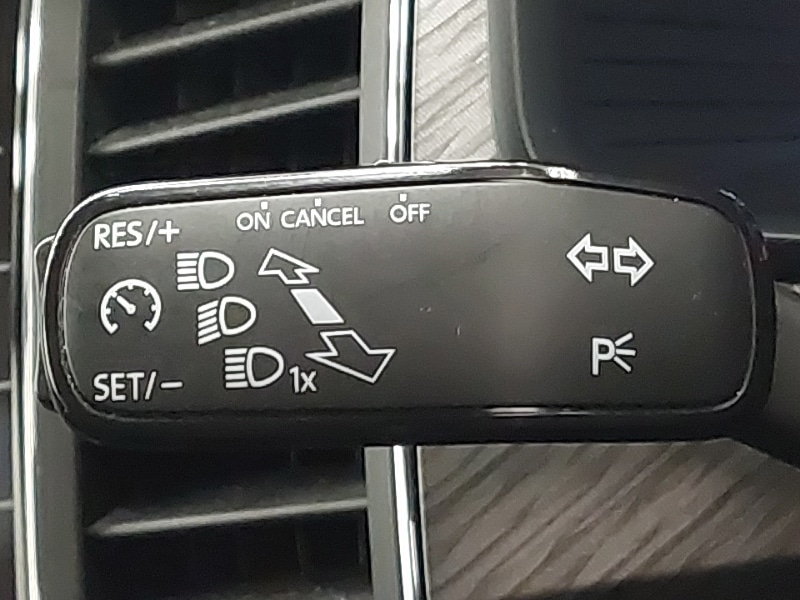 ON CANCEL OFF
RES/+
SET/−
1x
P